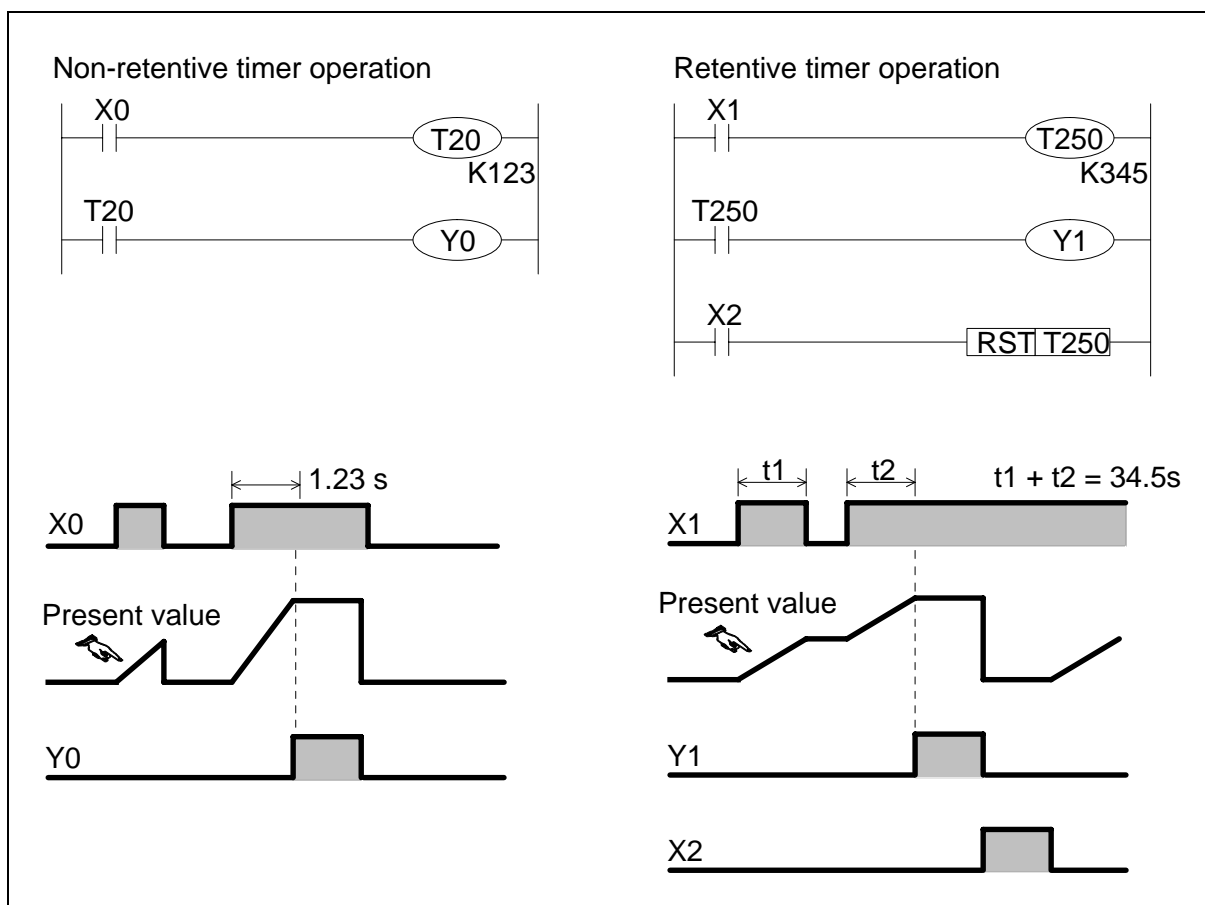 Non-retentive timer operation
X0
T20
K123
T20
Y0
Retentive timer operation
X1
T250
K345
T250
Y1
X2
RST T250
1.23 s
X0
Present value
Y0
t1
t2
t1 + t2 = 34.5s
X1
Present value
Y1
X2